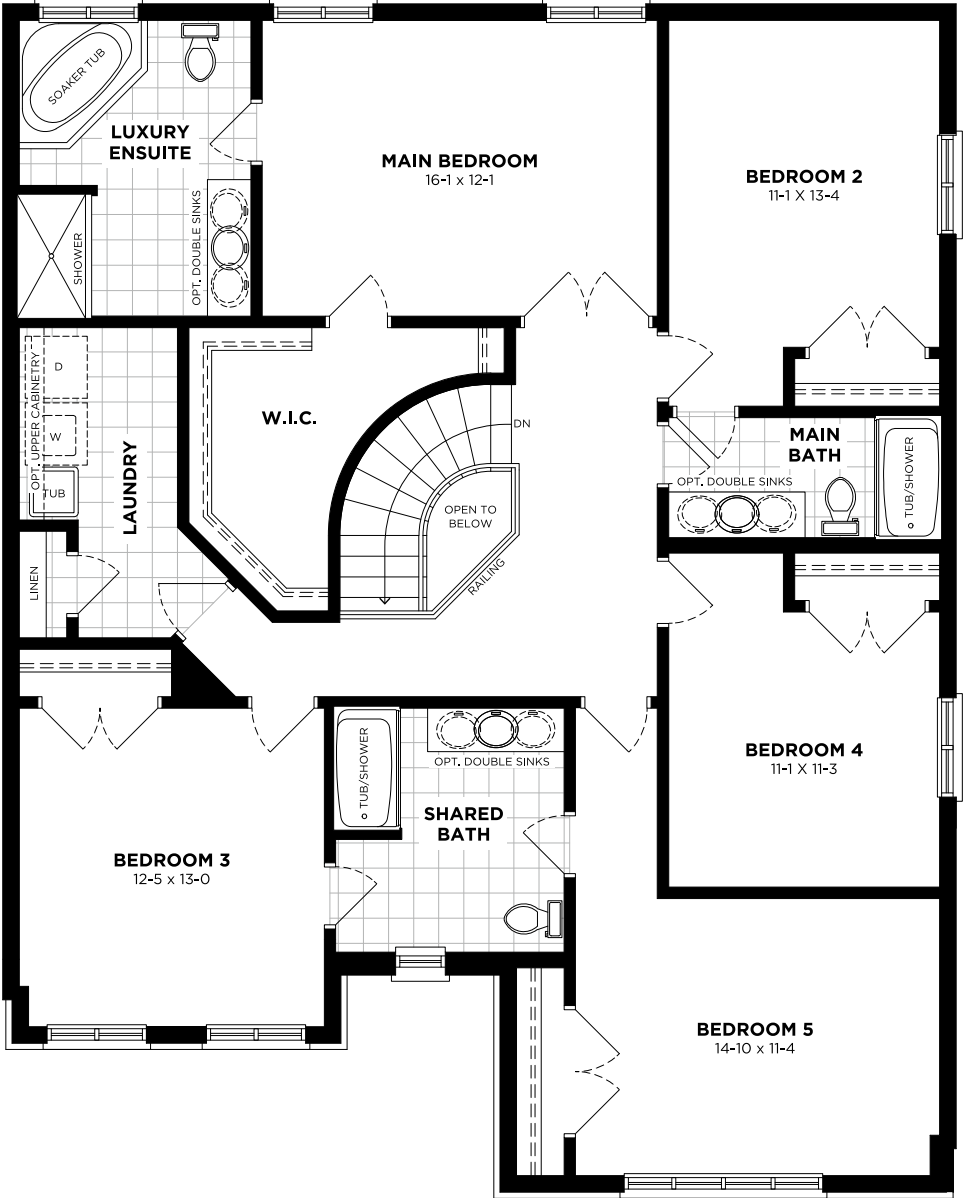 SOAKER TUB
LUXURY
ENSUITE
MAIN BEDROOM
16-1 x 12-1
BEDROOM 2
11-1 X 13-4
OPT. DOUBLE SINKS
SHOWER
OPT. UPPER CABINETRY
D
W
TUB
LAUNDRY
LINEN
W.I.C.
DN
OPEN TO
BELOW
RAILING
MAIN
BATH
OPT. DOUBLE SINKS
TUB/SHOWER
BEDROOM 4
11-1 X 11-3
TUB/SHOWER
OPT. DOUBLE SINKS
SHARED
BATH
BEDROOM 3
12-5 x 13-0
BEDROOM 5
14-10 x 11-4